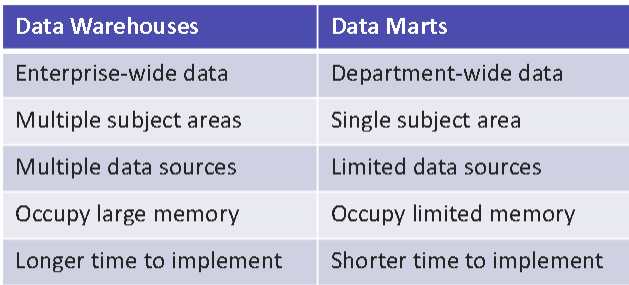 Data Warehouses Data Marts
Enterprise-wide data Department-wide data
Multiple subject areas Single subject area
Multiple data sources Limited data sources
Occupy large memory Occupy limited memory
Longer time to implement Shorter time to implement